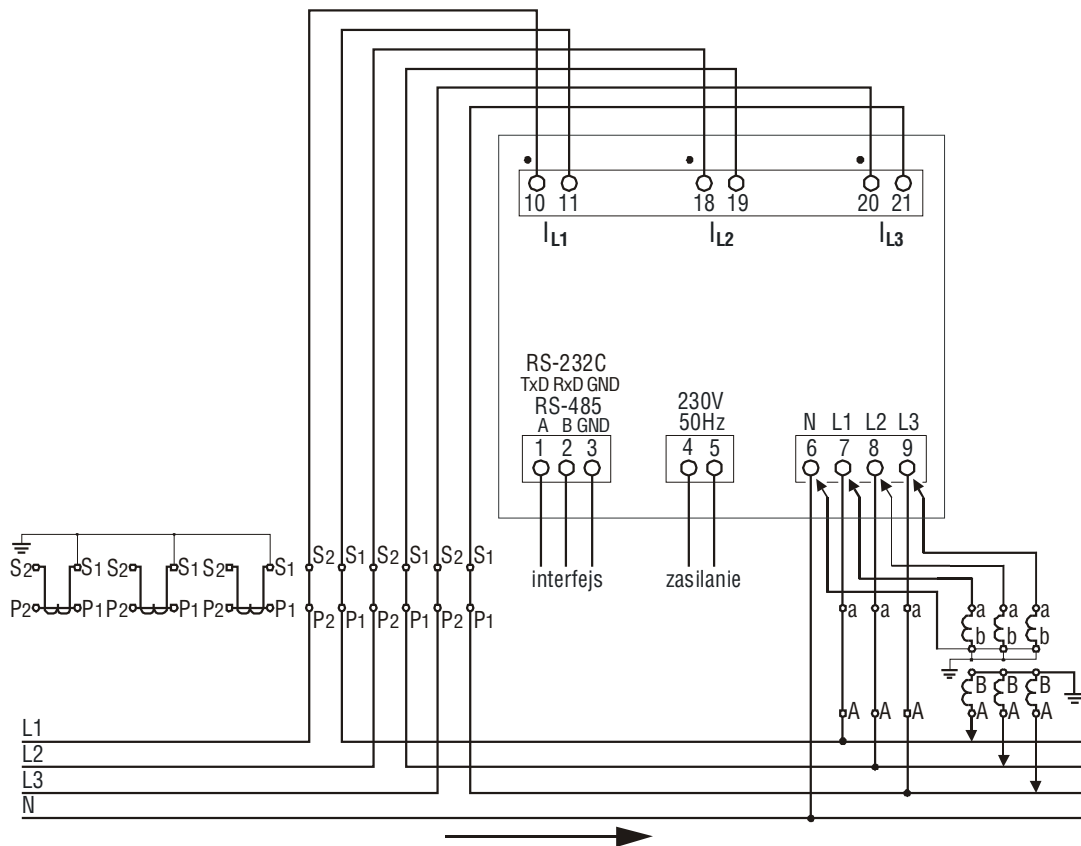 10 11 18 19 20 21
IL1 IL2 IL3
RS-232C
TxD RxD GND
RS-485
A B GND
230V
50Hz
N L1 L2 L3
1 2 3 4 5 6 7 8 9
S2 S1 S2 S1 S2 S1 S2 S1 S2 S1 S2 S1
interfejs zasilanie
P2 P1 P2 P1 P2 P1 P2 P1 P2 P1 P2 P1
a a a a a a
b b b
B B B
A A A A A A
L1
L2
L3
N